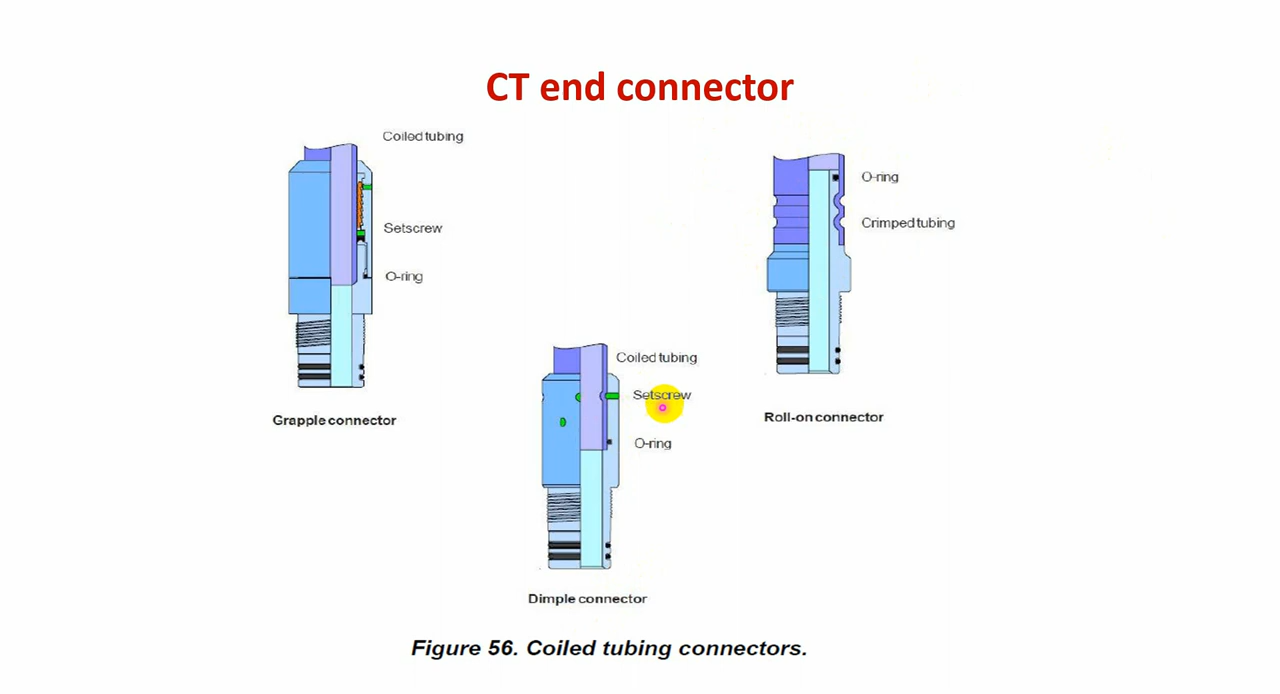 CT end connector
Coiled tubing
Setscrew
O-ring
Grapple connector
Coiled tubing
Setscrew
O-ring
Dimple connector
O-ring
Crimped tubing
Roll-on connector
Figure 56. Coiled tubing connectors.